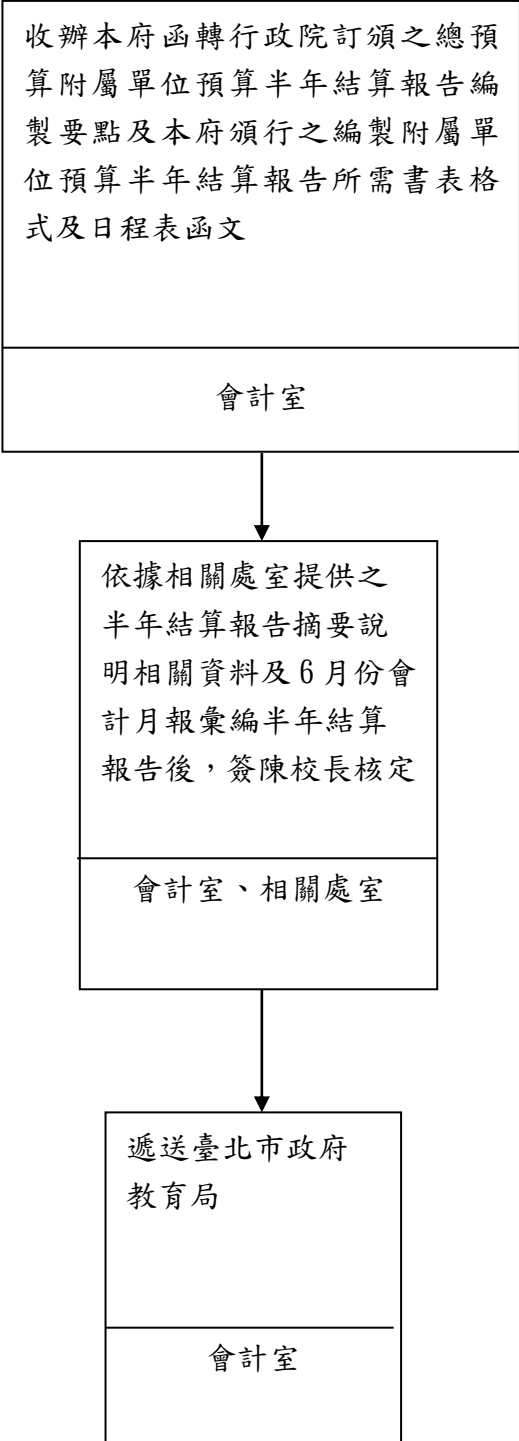 收辦本府函轉行政院訂頒之總預
算附屬單位預算半年結算報告編
製要點及本府頒行之編製附屬單
位預算半年結算報告所需書表格
式及日程表函文
會計室
依據相關處室提供之
半年結算報告摘要說
明相關資料及6月份會
計月報彙編半年結算
報告後，簽陳校長核定
會計室、相關處室
遞送臺北市政府
教育局
會計室